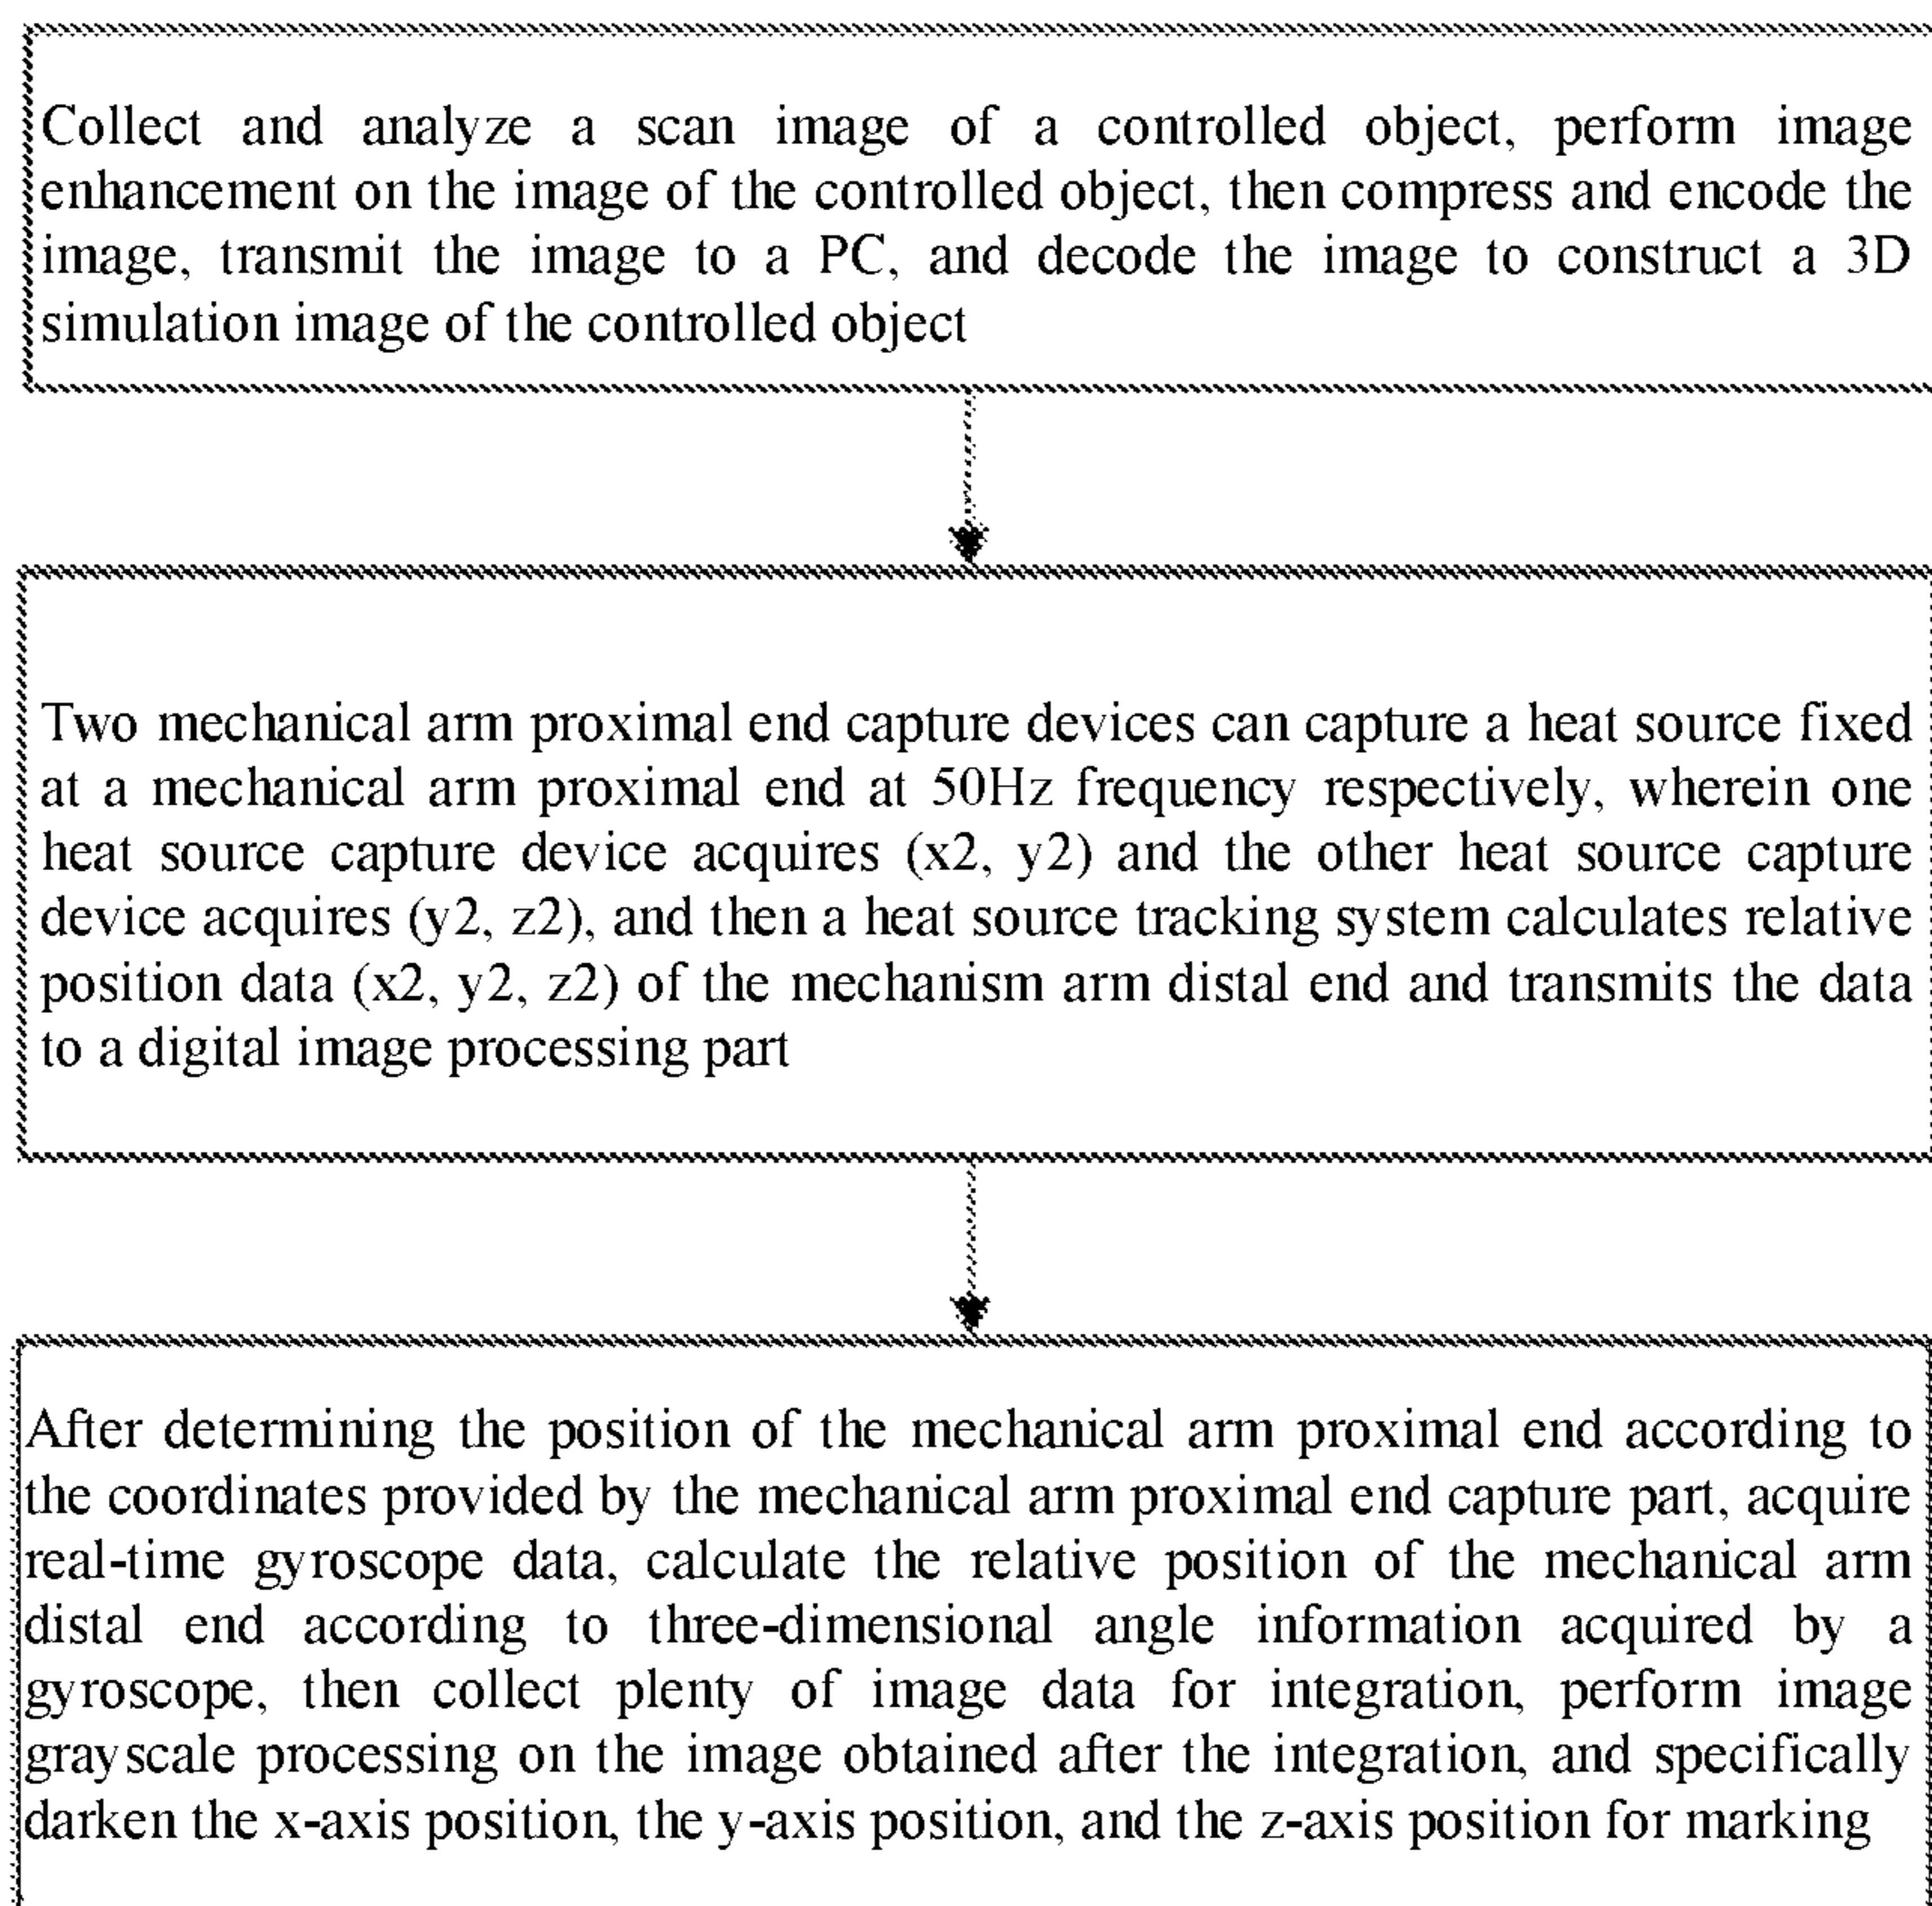 Collect and analyze a scan image of a controlled object, perform image
enhancement on the image of the controlled object, then compress and encode the
image, transmit the image to a PC, and decode the image to construct a 3D
simulation image of the controlled object
Two mechanical arm proximal end capture devices can capture a heat source fixed
at a mechanical arm proximal end at 50Hz frequency respectively, wherein one
heat source capture device acquires (x2, y2) and the other heat source capture
device acquires (y2, z2), and then a heat source tracking system calculates relative
position data (x2, y2, z2) of the mechanism arm distal end and transmits the data
to a digital image processing part
After determining the position of the mechanical arm proximal end according to
the coordinates provided by the mechanical arm proximal end capture part, acquire
real-time gyroscope data, calculate the relative position of the mechanical arm
distal end according to three-dimensional angle information acquired by a
gyroscope, then collect plenty of image data for integration, perform image
grayscale processing on the image obtained after the integration, and specifically
darken the x-axis position, the y-axis position, and the z-axis position for marking